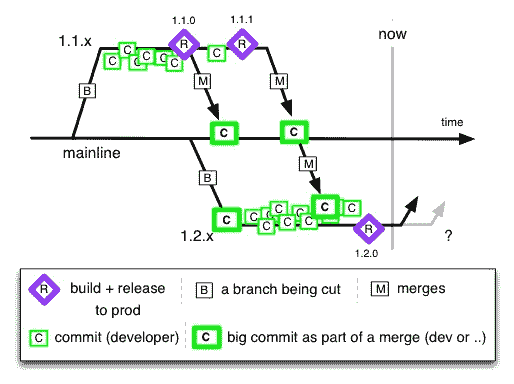 1.1.0
1.1.1
R
R
now
1.1.x
C
C
C
C
C
C
C
M
M
B
time
C
C
mainline
M
B
C
C
C
C
C
C
C
C
C
C
1.2.x
R
1.2.0
?
R
build + release
to prod
B
a branch being cut
M
merges
C
commit (developer)
C
big commit as part of a merge (dev or ..)